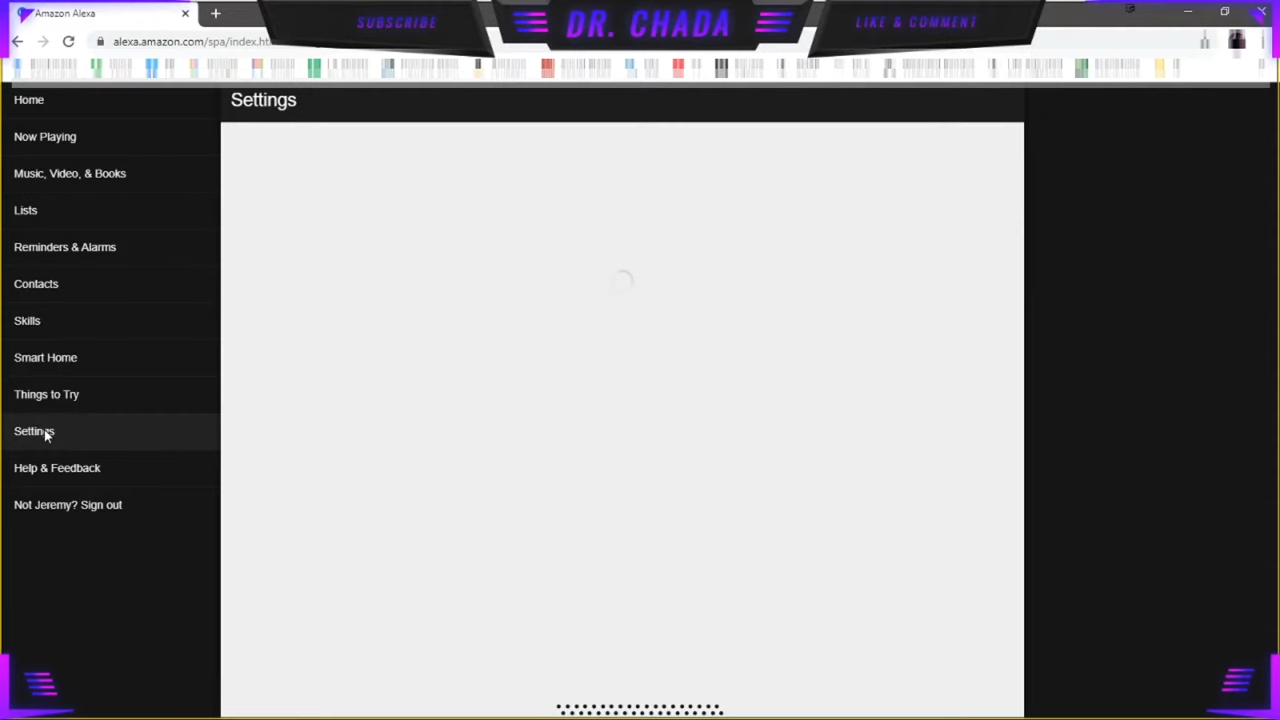 Amazon Alexa
SUBSCRIBE
DR. CHADA
LIKE & COMMENT
alexa.amazon.com/spa/index.ht
Home
Settings
Now Playing
Music, Video, & Books
Lists
Reminders & Alarms
Contacts
Skills
Smart Home
Things to Try
Settings
Help & Feedback
Not Jeremy? Sign out